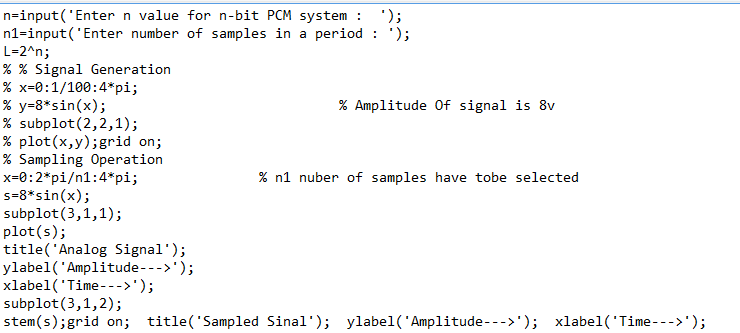 n=input('Enter n value for n-bit PCM system :  ');
n1=input('Enter number of samples in a period : ');
L=2^n;
% % Signal Generation
% x=0:1/100:4*pi;
% y=8*sin(x);                             % Amplitude Of signal is 8v
% subplot(2,2,1);
% plot(x,y);grid on;
% Sampling Operation
x=0:2*pi/n1:4*pi;               % n1 nuber of samples have tobe selected
s=8*sin(x);
subplot(3,1,1);
plot(s);
title('Analog Signal');
ylabel('Amplitude--->');
xlabel('Time--->');
subplot(3,1,2);
stem(s);grid on;  title('Sampled Sinal');  ylabel('Amplitude--->');  xlabel('Time--->');